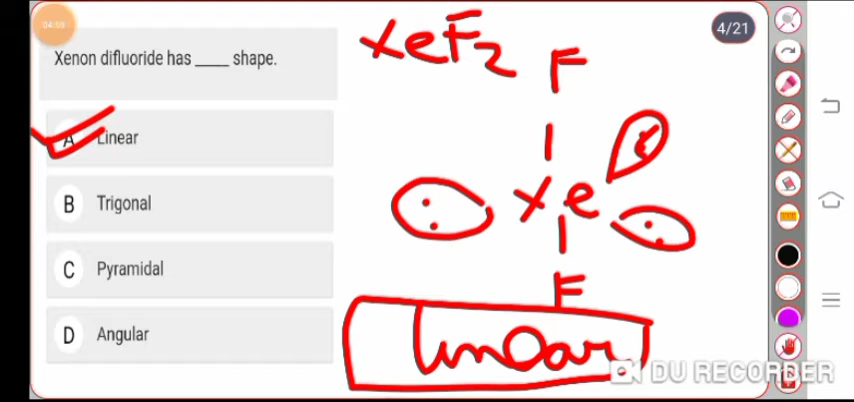 04:59
Xenon difluoride has ____ shape.
A Linear
B Trigonal
C Pyramidal
D Angular
XeF2
F
Xe
F
linear
4/21
DU RECORDER